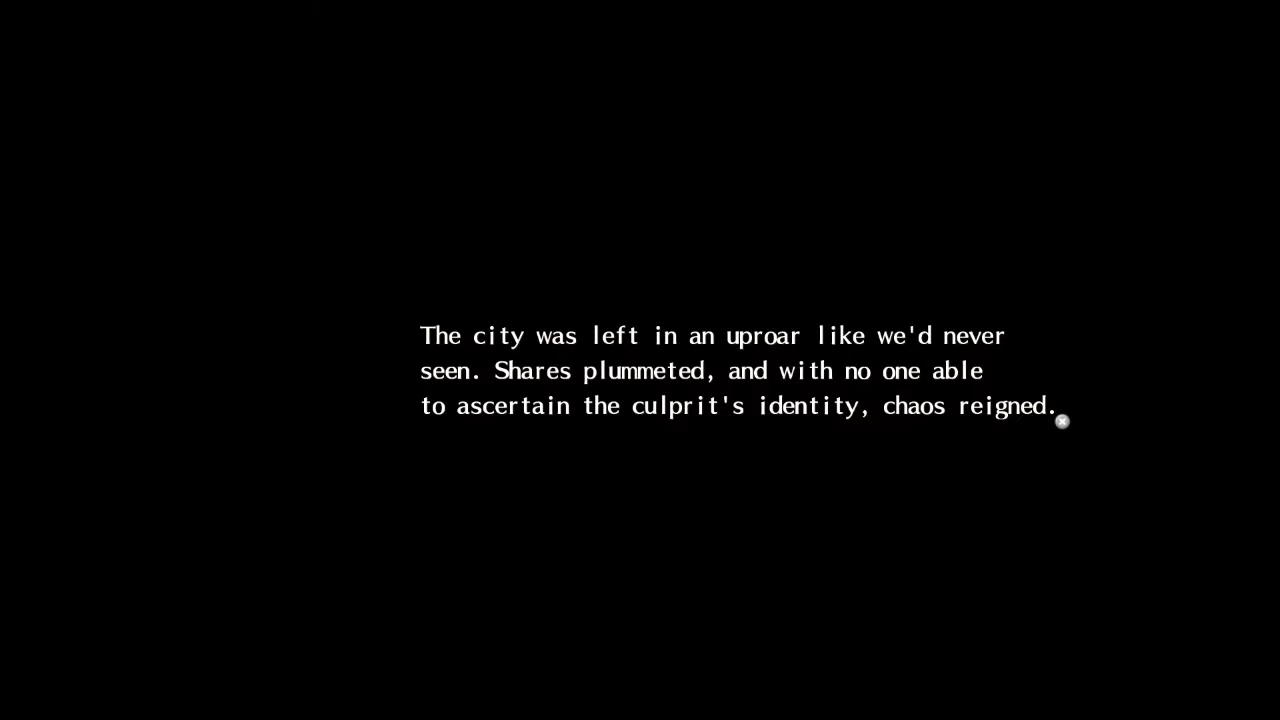 The city was left in an uproar like we'd never
seen. Shares plummeted, and with no one able
to ascertain the culprit's identity, chaos reigned.